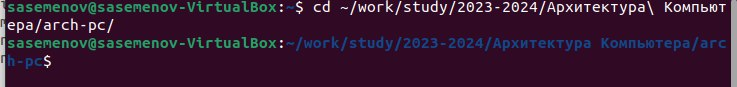 sasemenov@sasemenov-VirtualBox:~$ cd ~/work/study/2023-2024/Архитектура\ Компьют
ера/arch-pc/
sasemenov@sasemenov-VirtualBox:~/work/study/2023-2024/Архитектура Компьютера/arc
h-pc$